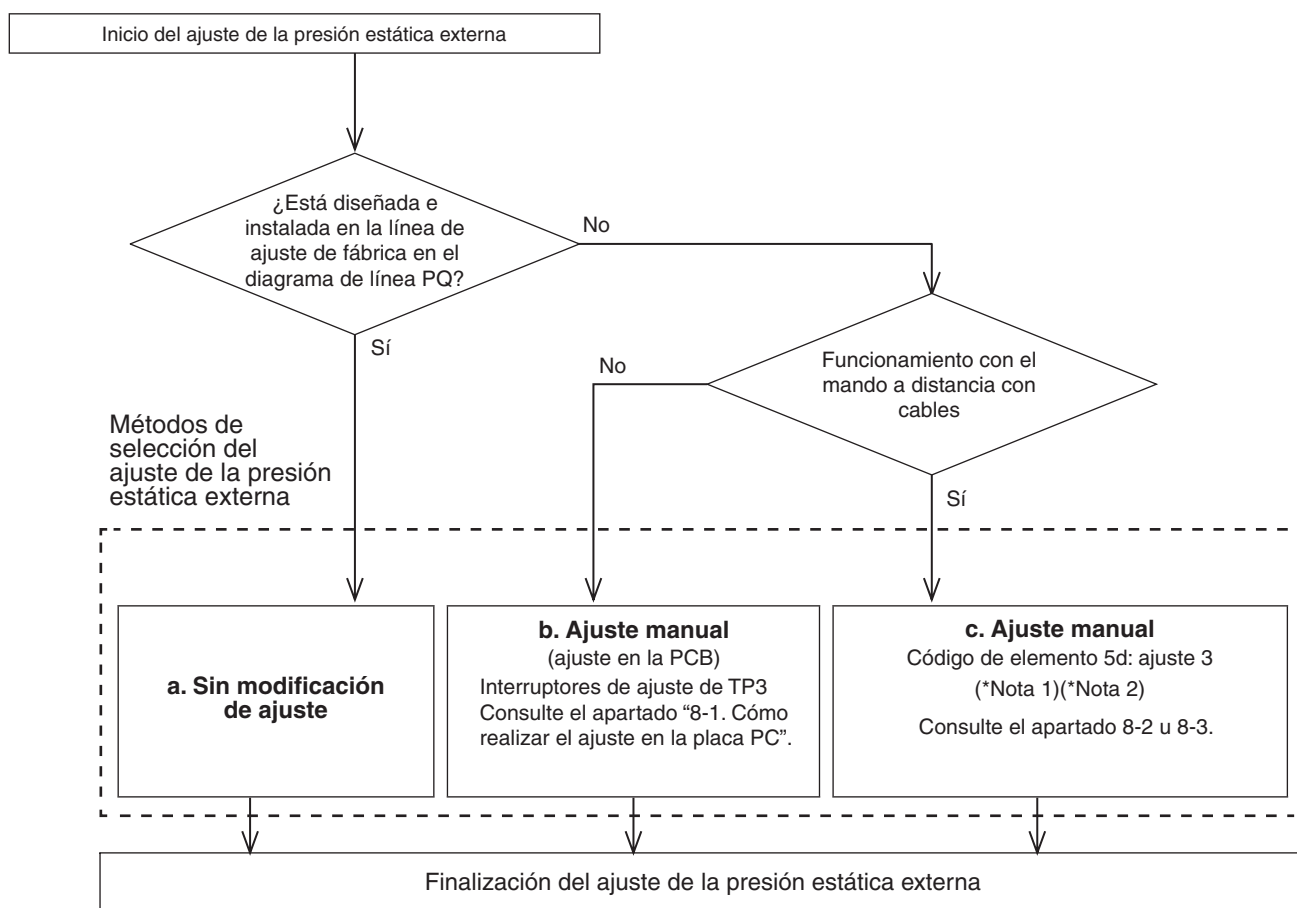 Inicio del ajuste de la presión estática externa
¿Está diseñada e
instalada en la línea de
ajuste de fábrica en el
diagrama de línea PQ?
No
Sí
Funcionamiento con el
mando a distancia con
cables
No
Sí
Métodos de
selección del
ajuste de la presión
estática externa
a. Sin modificación
de ajuste
b. Ajuste manual
(ajuste en la PCB)
Interruptores de ajuste de TP3
Consulte el apartado “8-1. Cómo
realizar el ajuste en la placa PC”.
c. Ajuste manual
Código de elemento 5d: ajuste 3
(*Nota 1)(*Nota 2)
Consulte el apartado 8-2 u 8-3.
Finalización del ajuste de la presión estática externa